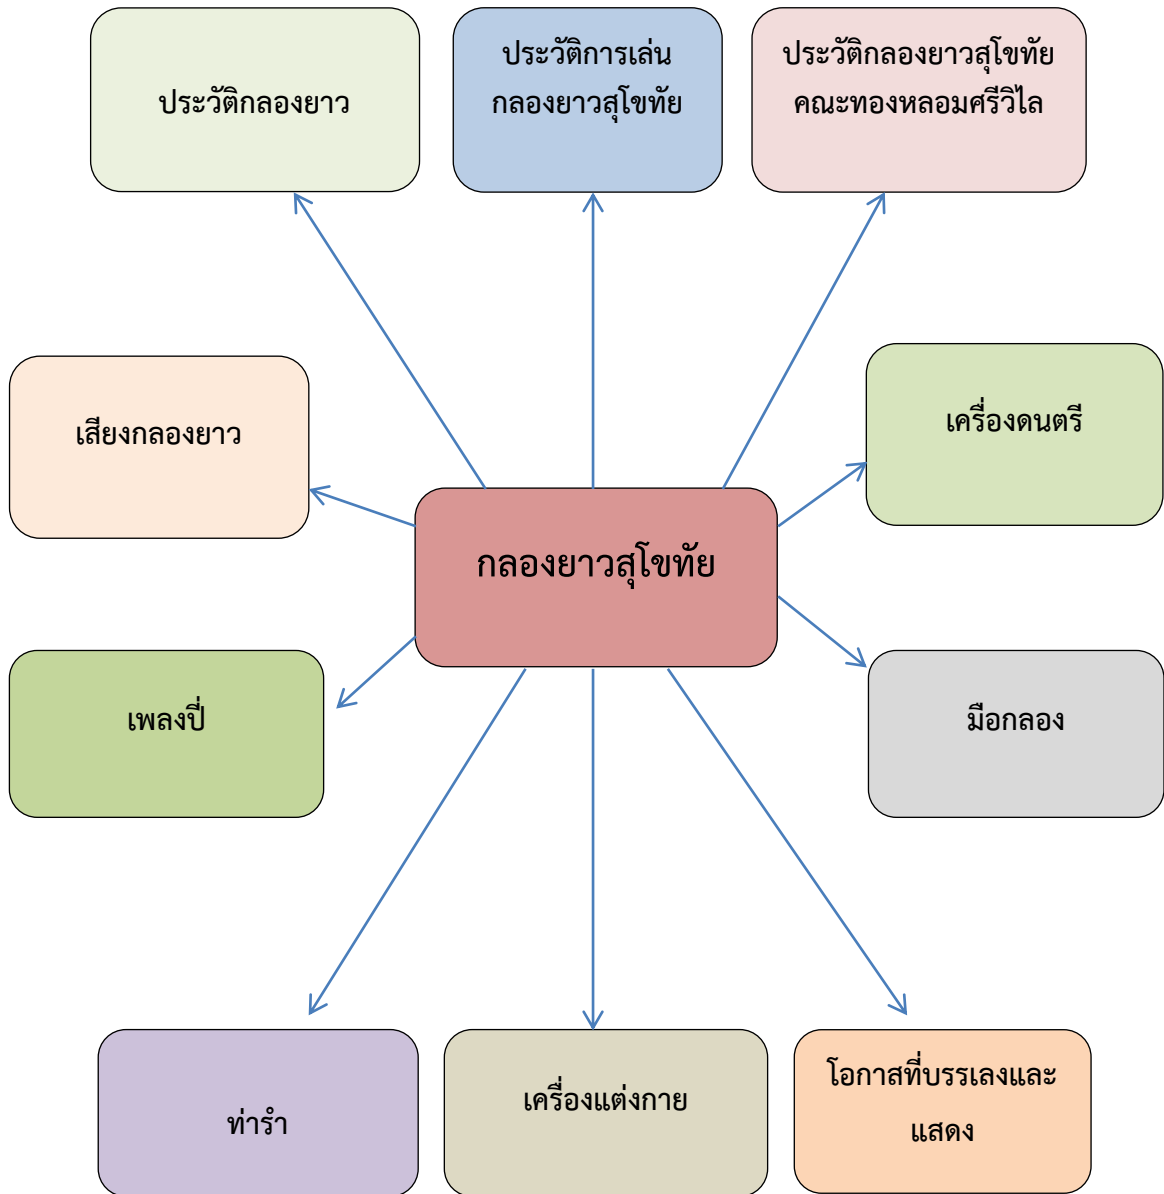 ประวัติกลองยาว
ประวัติการเล่น
กลองยาวสุโขทัย
ประวัติกลองยาวสุโขทัย
คณะทองหลอมศรีวิไล
เสียงกลองยาว
เครื่องดนตรี
กลองยาวสุโขทัย
เพลงปี่
มือกลอง
ท่ารำ
เครื่องแต่งกาย
โอกาสที่บรรเลงและ
แสดง